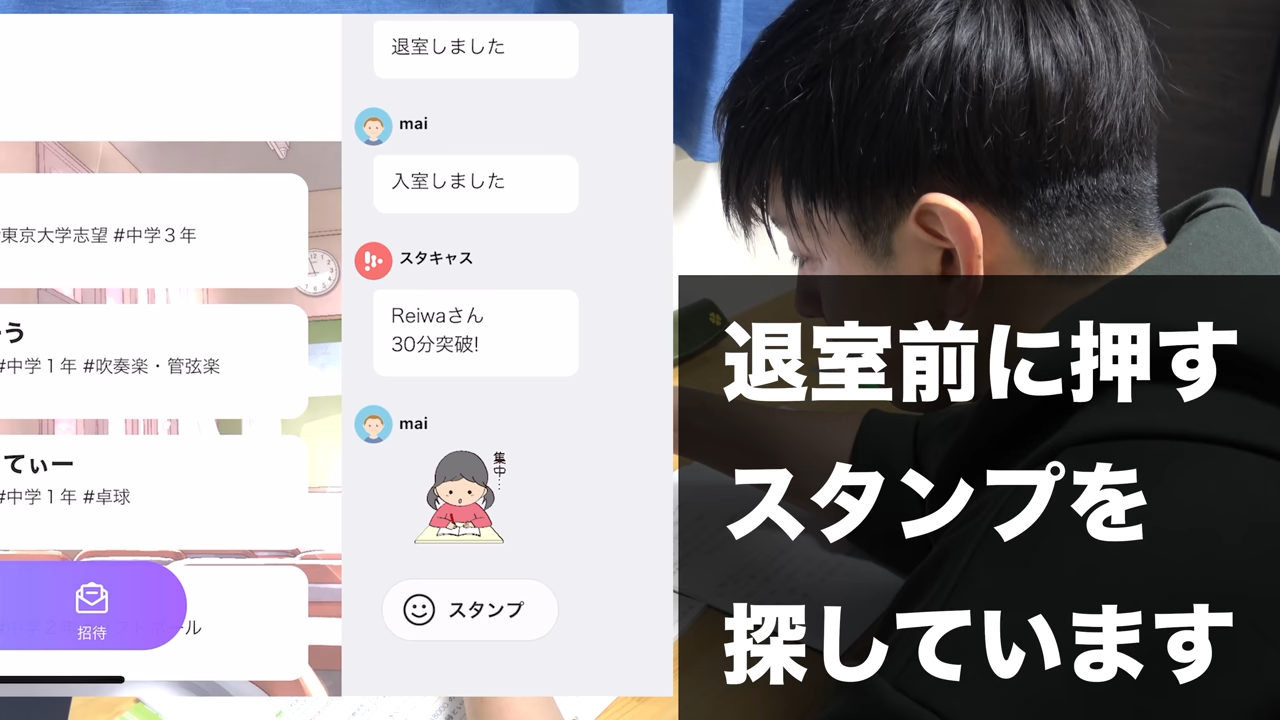 東京大学志望 #中学３年
う
#中学１年 #吹奏楽・管弦楽
てぃー
#中学１年 #卓球
招待
退室しました
mai
入室しました
スタキャス
Reiwaさん
30分突破!
mai
集中…
スタンプ
退室前に押す
スタンプを
探しています